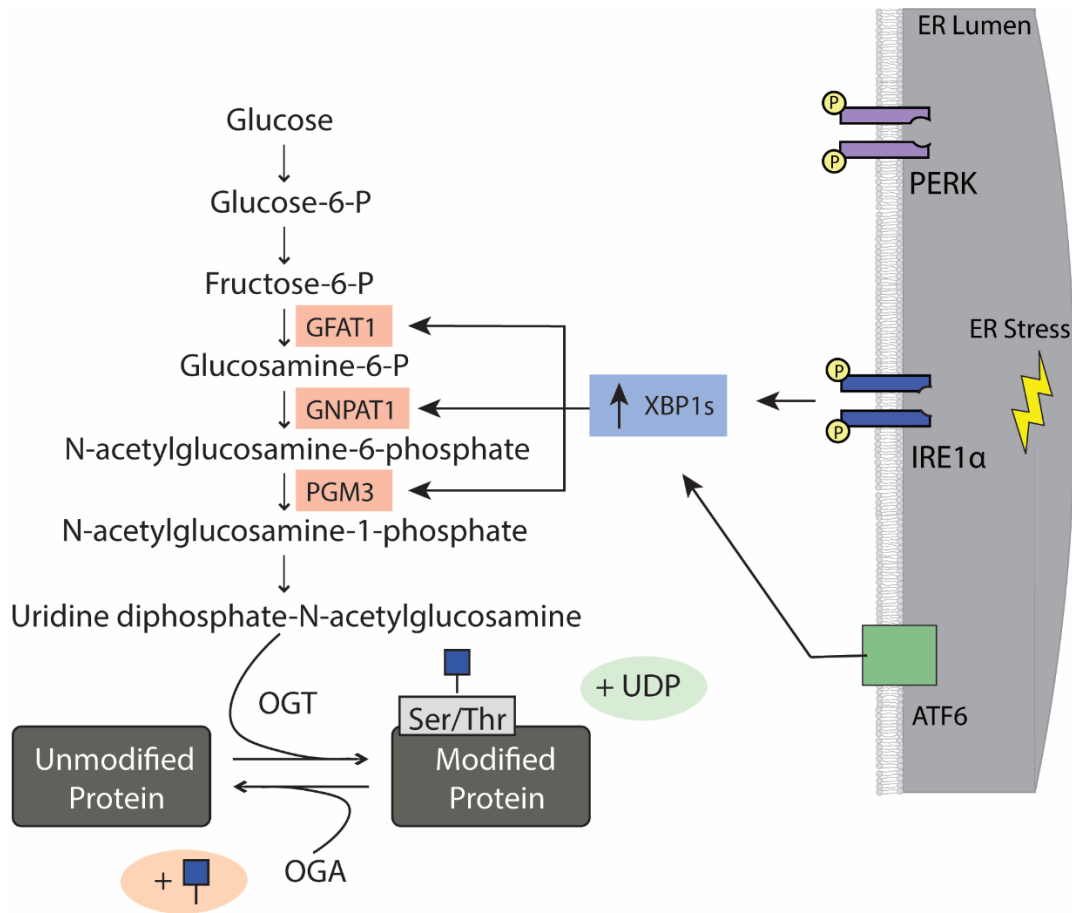 ER Lumen
P
P
PERK
Glucose
Glucose-6-P
Fructose-6-P
GFAT1
Glucosamine-6-P
GNPAT1
N-acetylglucosamine-6-phosphate
PGM3
N-acetylglucosamine-1-phosphate
Uridine diphosphate-N-acetylglucosamine
XBP1s
ER Stress
P
P
IRE1α
ATF6
OGT
Ser/Thr
+ UDP
Unmodified
Protein
Modified
Protein
OGA
+